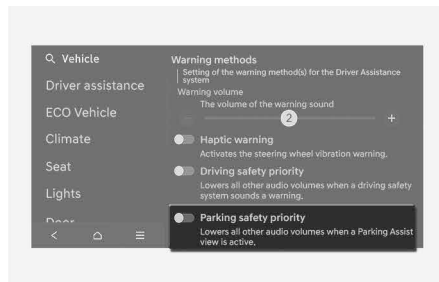 Vehicle
Driver assistance
ECO Vehicle
Climate
Seat
Lights
Door
Warning methods
Setting of the warning method(s) for the Driver Assistance
system
Warning volume
The volume of the warning sound
2
+
Haptic warning
Activates the steering wheel vibration warning.
Driving safety priority
Lowers all other audio volumes when a driving safety
system sounds a warning.
Parking safety priority
Lowers all other audio volumes when a Parking Assist
view is active.